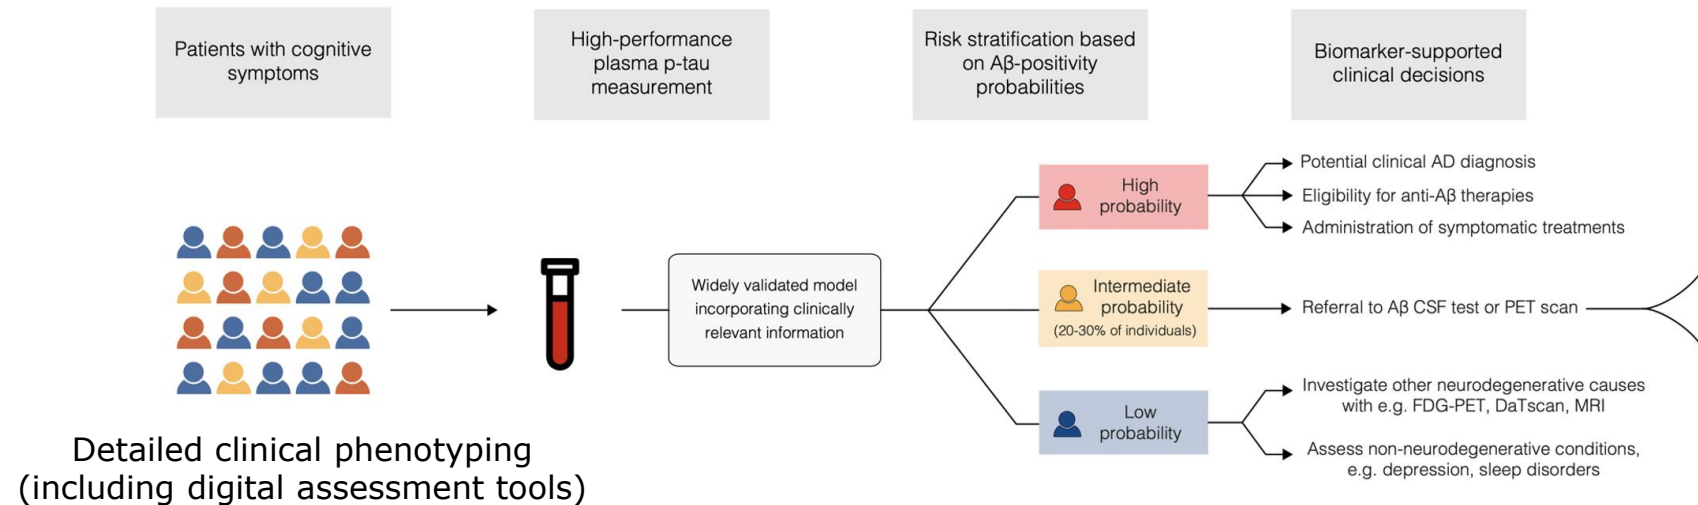 Patients with cognitive
symptoms
High-performance
plasma p-tau
measurement
Risk stratification based
on Aβ-positivity
probabilities
Biomarker-supported
clinical decisions
Widely validated model
incorporating clinically
relevant information
High
probability
Intermediate
probability
(20-30% of individuals)
Low
probability
Potential clinical AD diagnosis
Eligibility for anti-Aβ therapies
Administration of symptomatic treatments
Referral to Aβ CSF test or PET scan
Investigate other neurodegenerative causes
with e.g. FDG-PET, DaTscan, MRI
Assess non-neurodegenerative conditions,
e.g. depression, sleep disorders
Detailed clinical phenotyping
(including digital assessment tools)